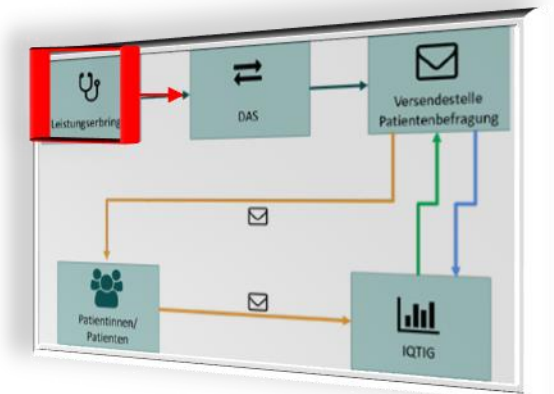 Leistungserbring
DAS
Versendestelle
Patientenbefragung
Patientinnen/
Patienten
IQTIG